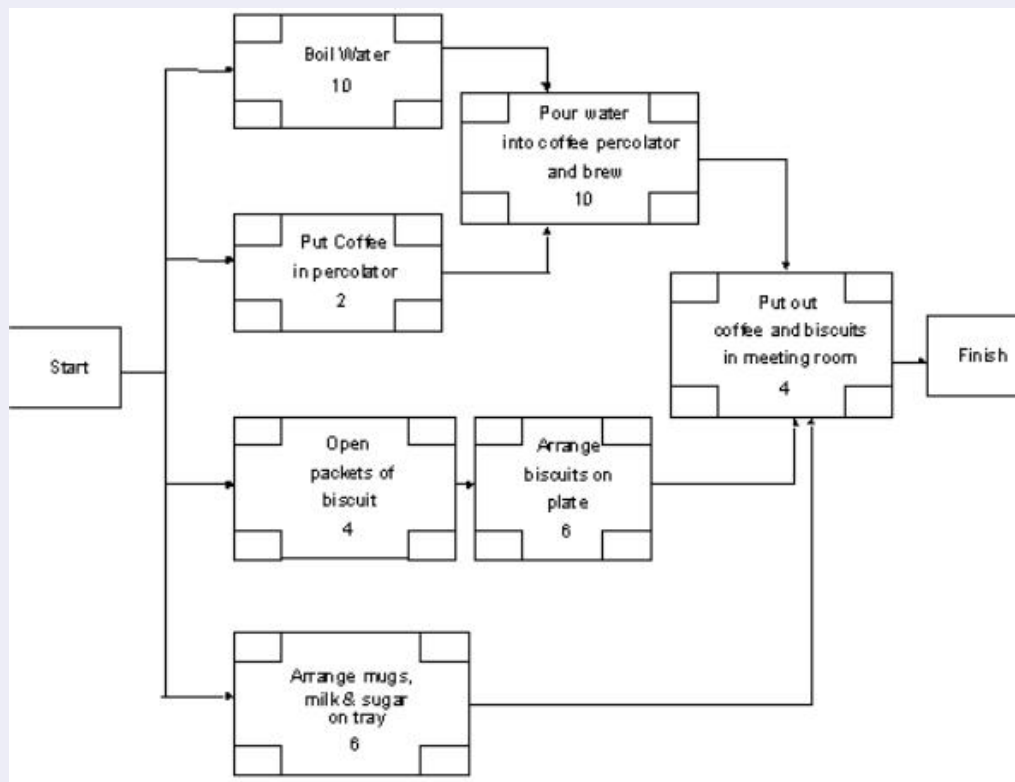 Boil Water
10
Pour water
into coffee percolator
and brew
10
Put Coffee
in percolator
2
Put out
coffee and biscuits
in meeting room
4
Start
Finish
Open
packets of
biscuit
4
Arrange
biscuits on
plate
6
Arrange mugs,
milk & sugar
on tray
6